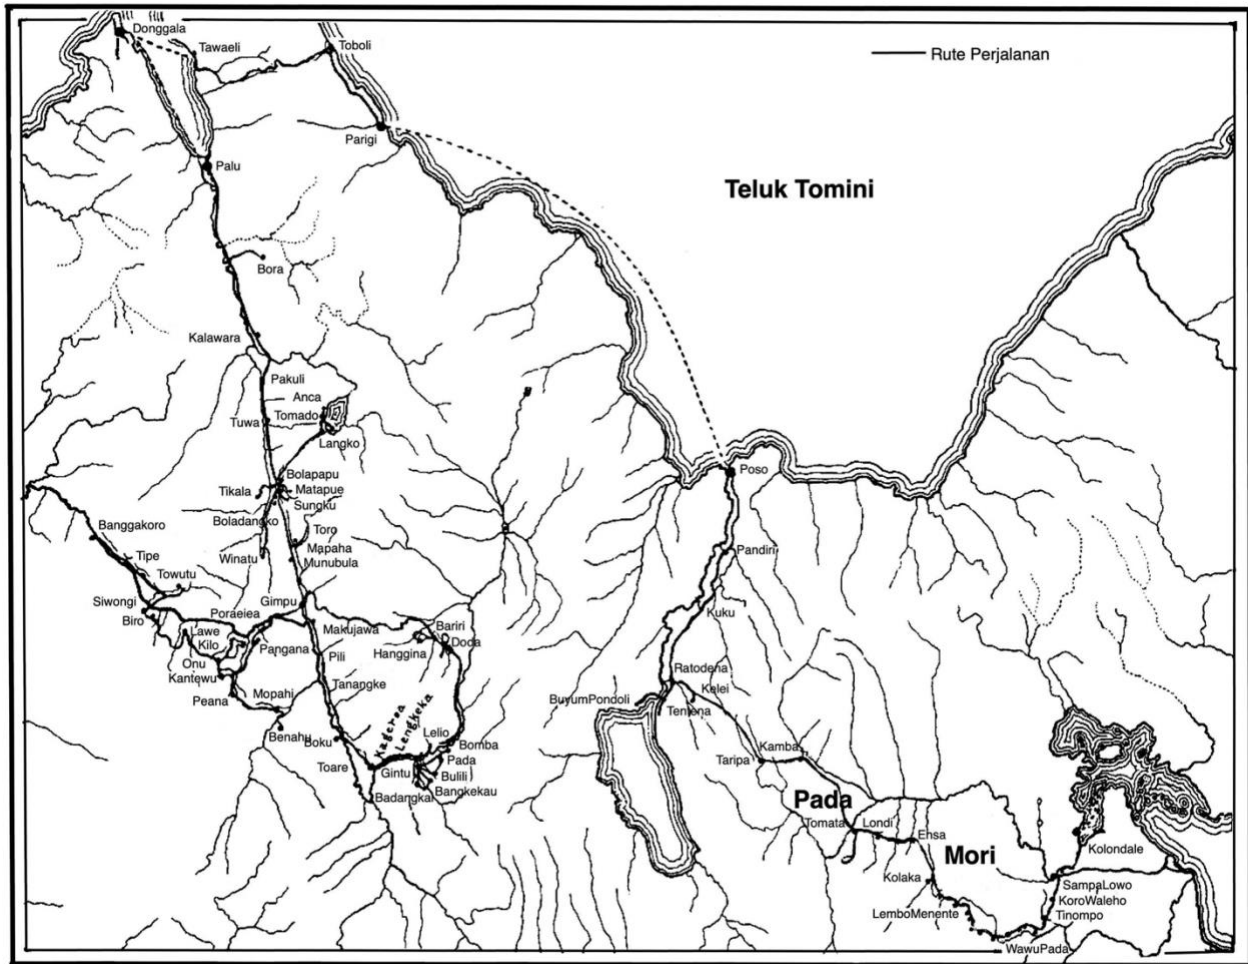 Donggala
Tawaeli
Toboli
Rute Perjalanan
Parigi
Palu
Teluk Tomini
Bora
Kalawara
Pakuli
Anca
Tomado
Tuwa
Langko
Bolapapu
Poso
Tikala
Matapue
Sungku
Boladangko
Banggakoro
Toro
Mapaha
Pandiri
Tipe
Winatu
Munubula
Towutu
Siwongi
Gimpu
Kuku
Biro
Poraeiea
Makujawa
Bariri
Lawe
Kilo
Pangana
Hanggina
Doda
Onu
Pili
Ratodena
Kantewu
Tanangke
Kelei
Peana
Mopahi
BuyumPondoli
Tentena
Kagerea
Lengkeka
Benahu
Boku
Lelio
Bomba
Kamba
Toare
Gintu
Pada
Taripa
Bulili
Bangkekau
Badangkai
Pada
Tomata
Londi
Ehsa
Mori
Kolondale
Kolaka
SampaLowo
KoroWaleho
LemboMenente
Tinompo
WawuPada